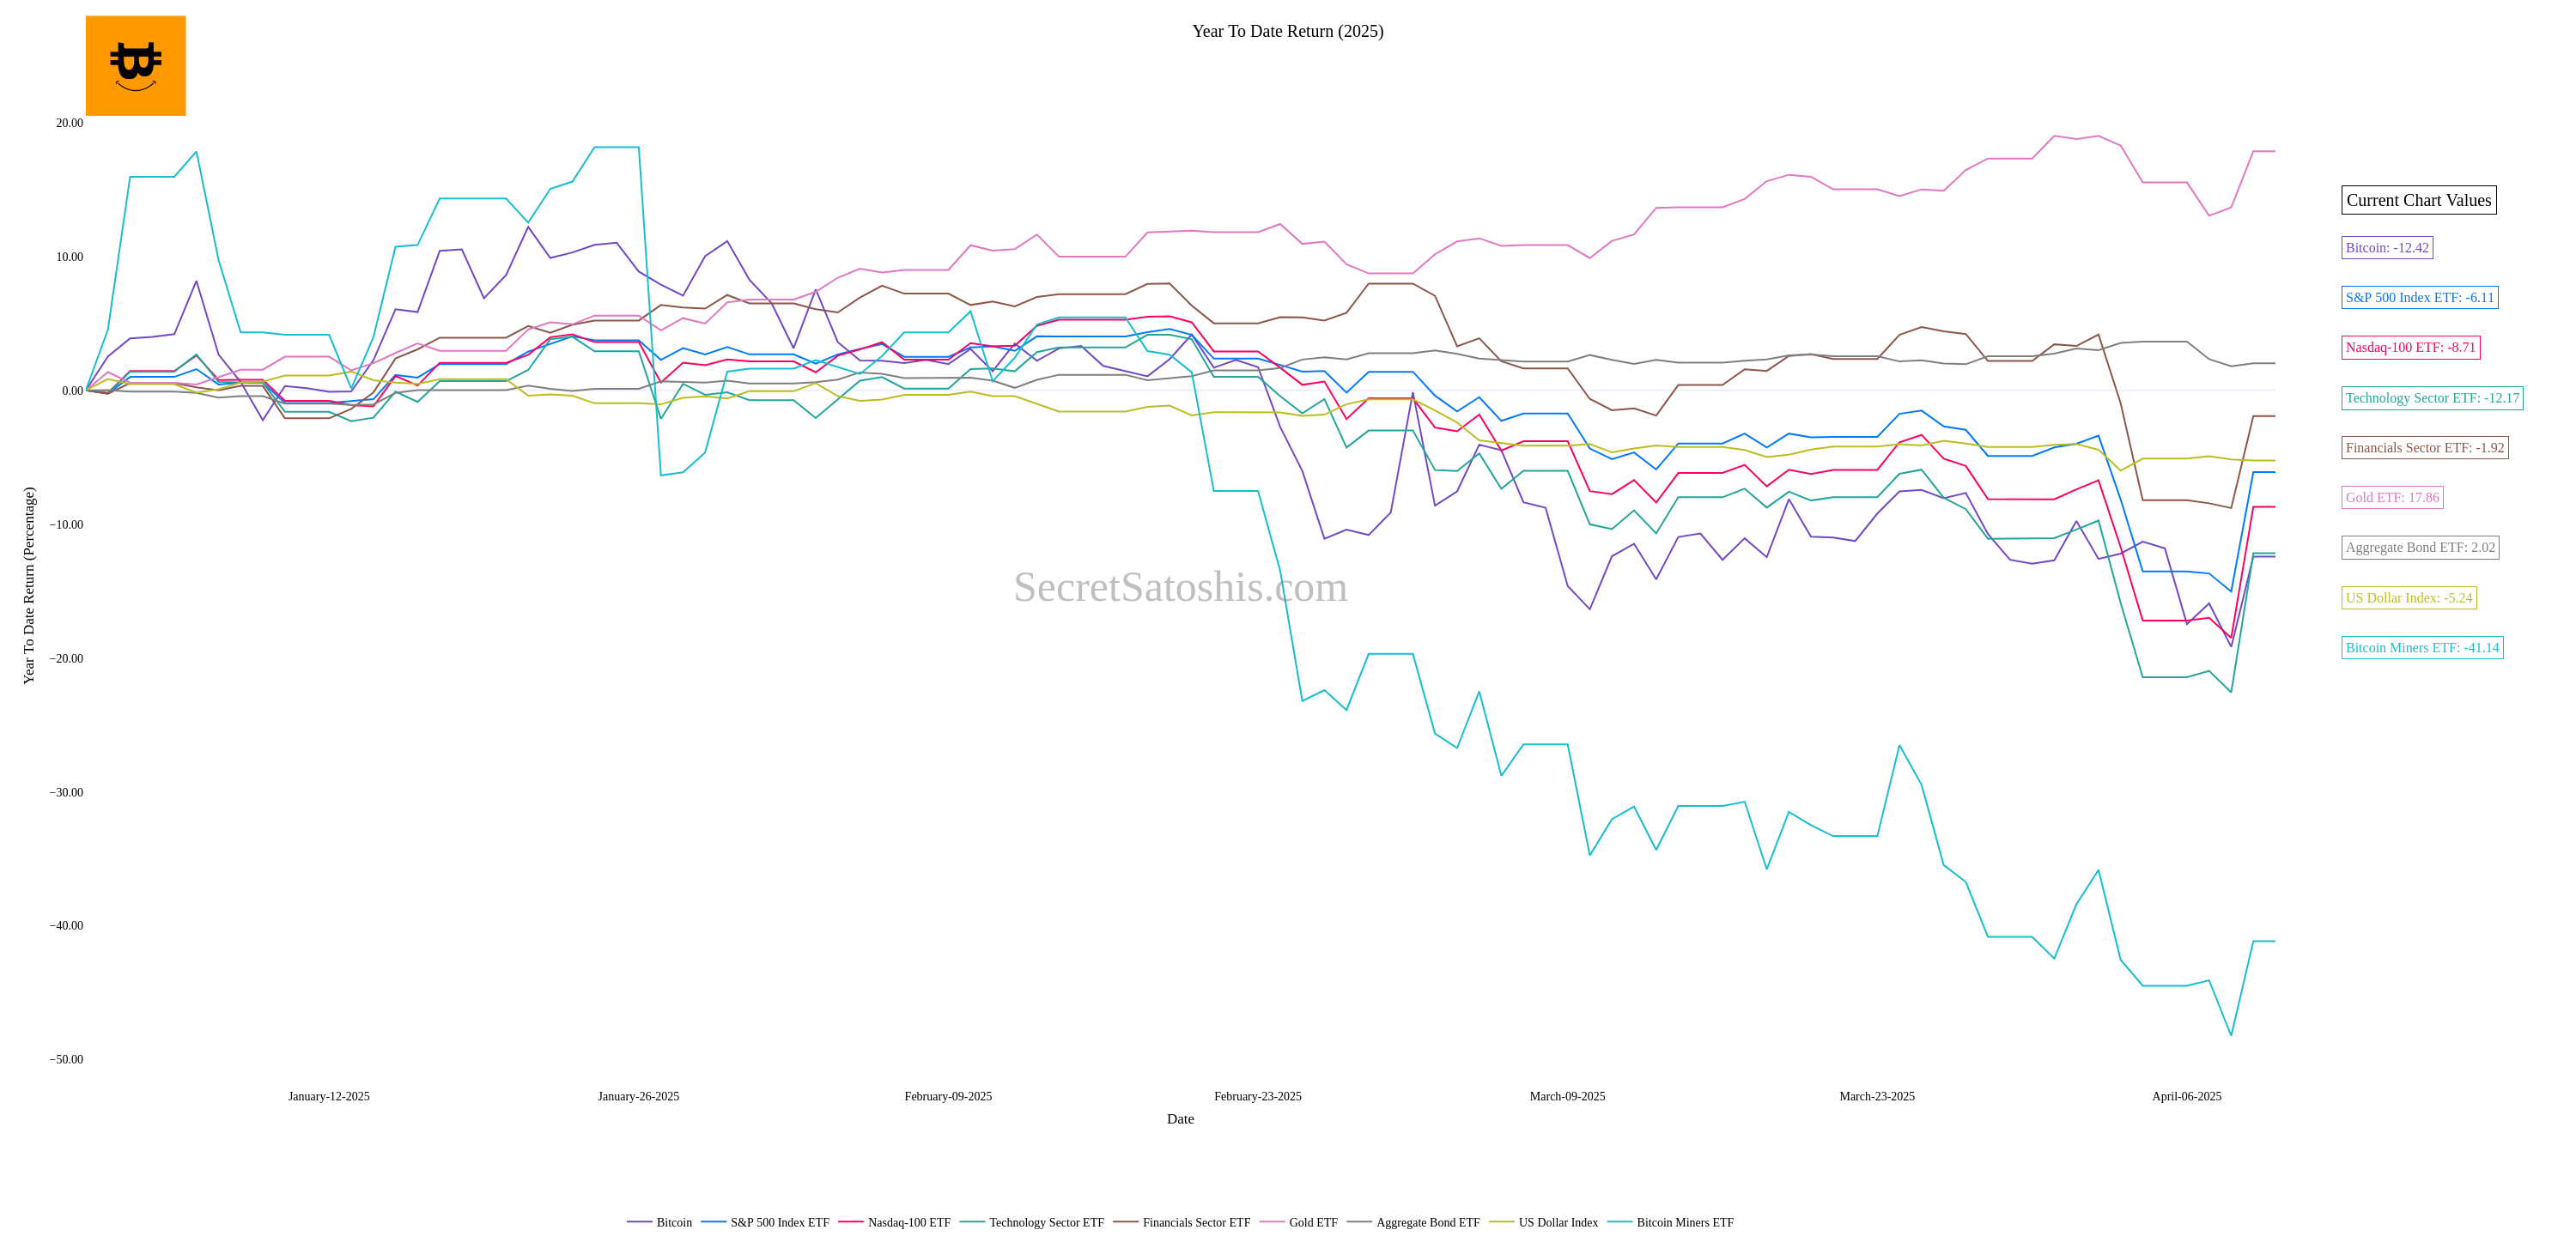 Year To Date Return (2025)
20.00
10.00
0.00
−10.00
−20.00
−30.00
−40.00
−50.00
Year To Date Return (Percentage)
SecretSatoshis.com
January-12-2025
January-26-2025
February-09-2025
February-23-2025
March-09-2025
March-23-2025
April-06-2025
Date
Current Chart Values
Bitcoin: -12.42
S&P 500 Index ETF: -6.11
Nasdaq-100 ETF: -8.71
Technology Sector ETF: -12.17
Financials Sector ETF: -1.92
Gold ETF: 17.86
Aggregate Bond ETF: 2.02
US Dollar Index: -5.24
Bitcoin Miners ETF: -41.14
Bitcoin
S&P 500 Index ETF
Nasdaq-100 ETF
Technology Sector ETF
Financials Sector ETF
Gold ETF
Aggregate Bond ETF
US Dollar Index
Bitcoin Miners ETF